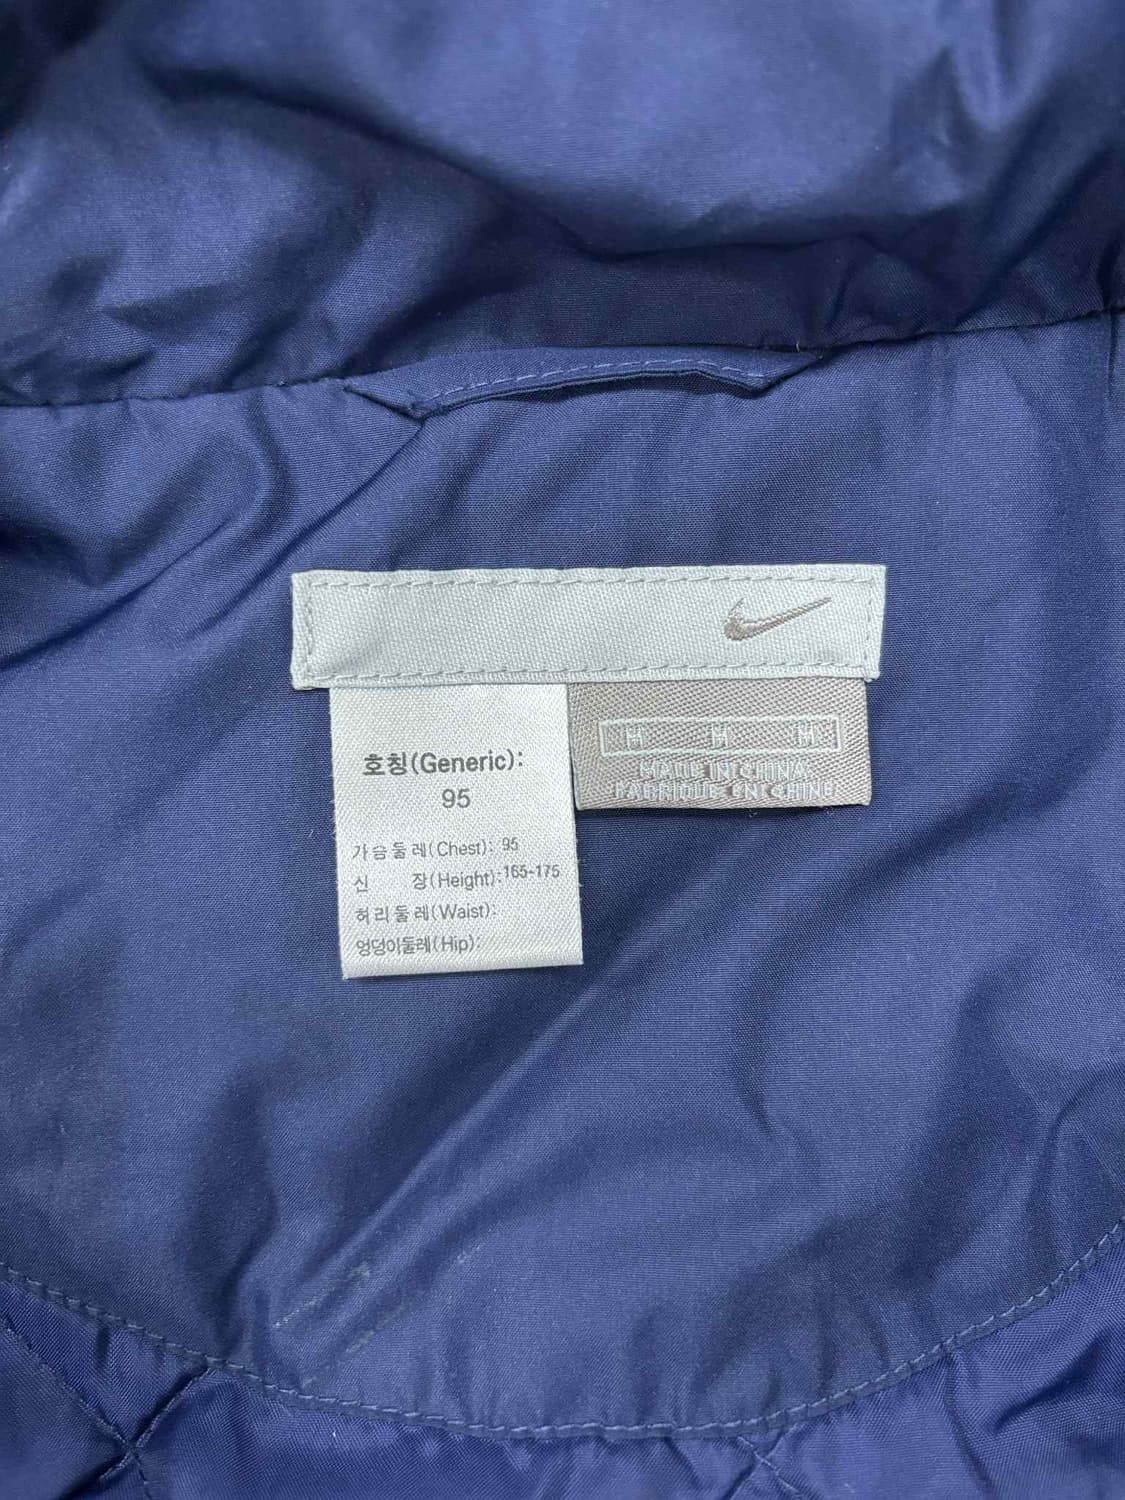 호칭(Generic):
95
가슴둘레(Chest): 95
신 장(Height): 165-175
허리둘레(Waist):
엉덩이둘레(Hip):
M M M
MADE IN CHINA
FABRIQUE EN CHINE